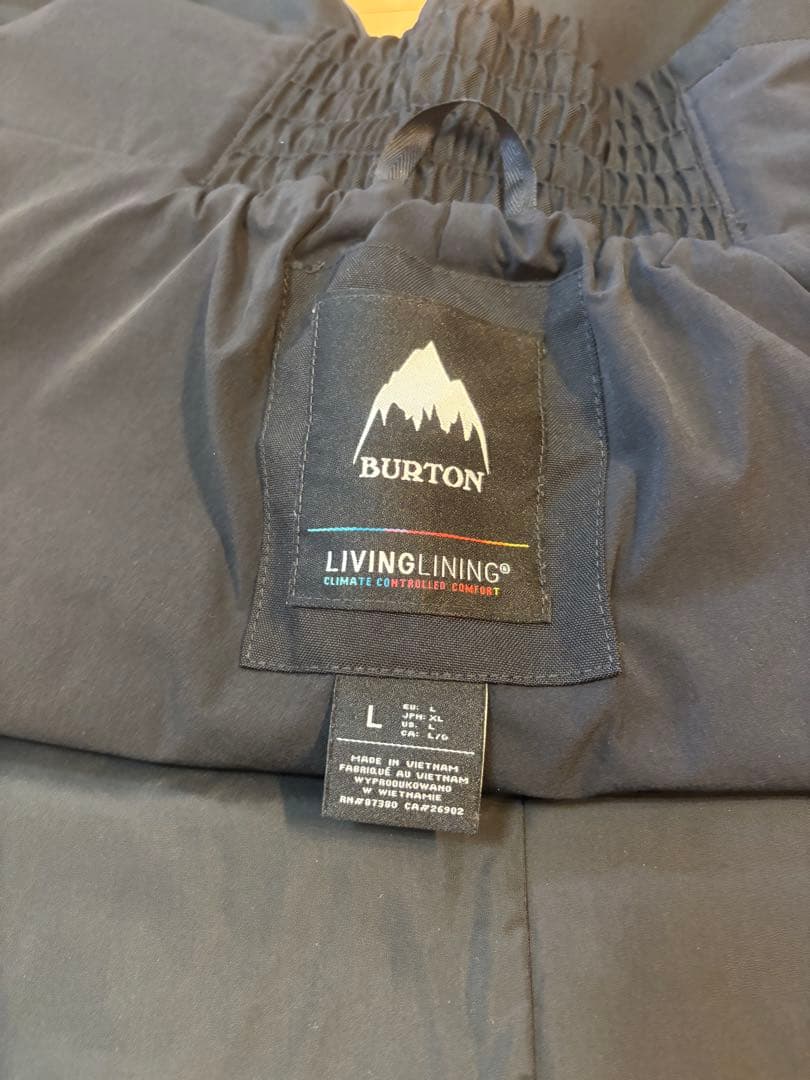 BURTON
LIVINGLINING®
CLIMATE CONTROLLED COMFORT
L
EU: L
JPN: XL
US: L
CA: L/G
MADE IN VIETNAM
FABRIQUÉ AU VIETNAM
WYPRODUKOWANO
W WIETNAMIE
RN#87380 CA#26902